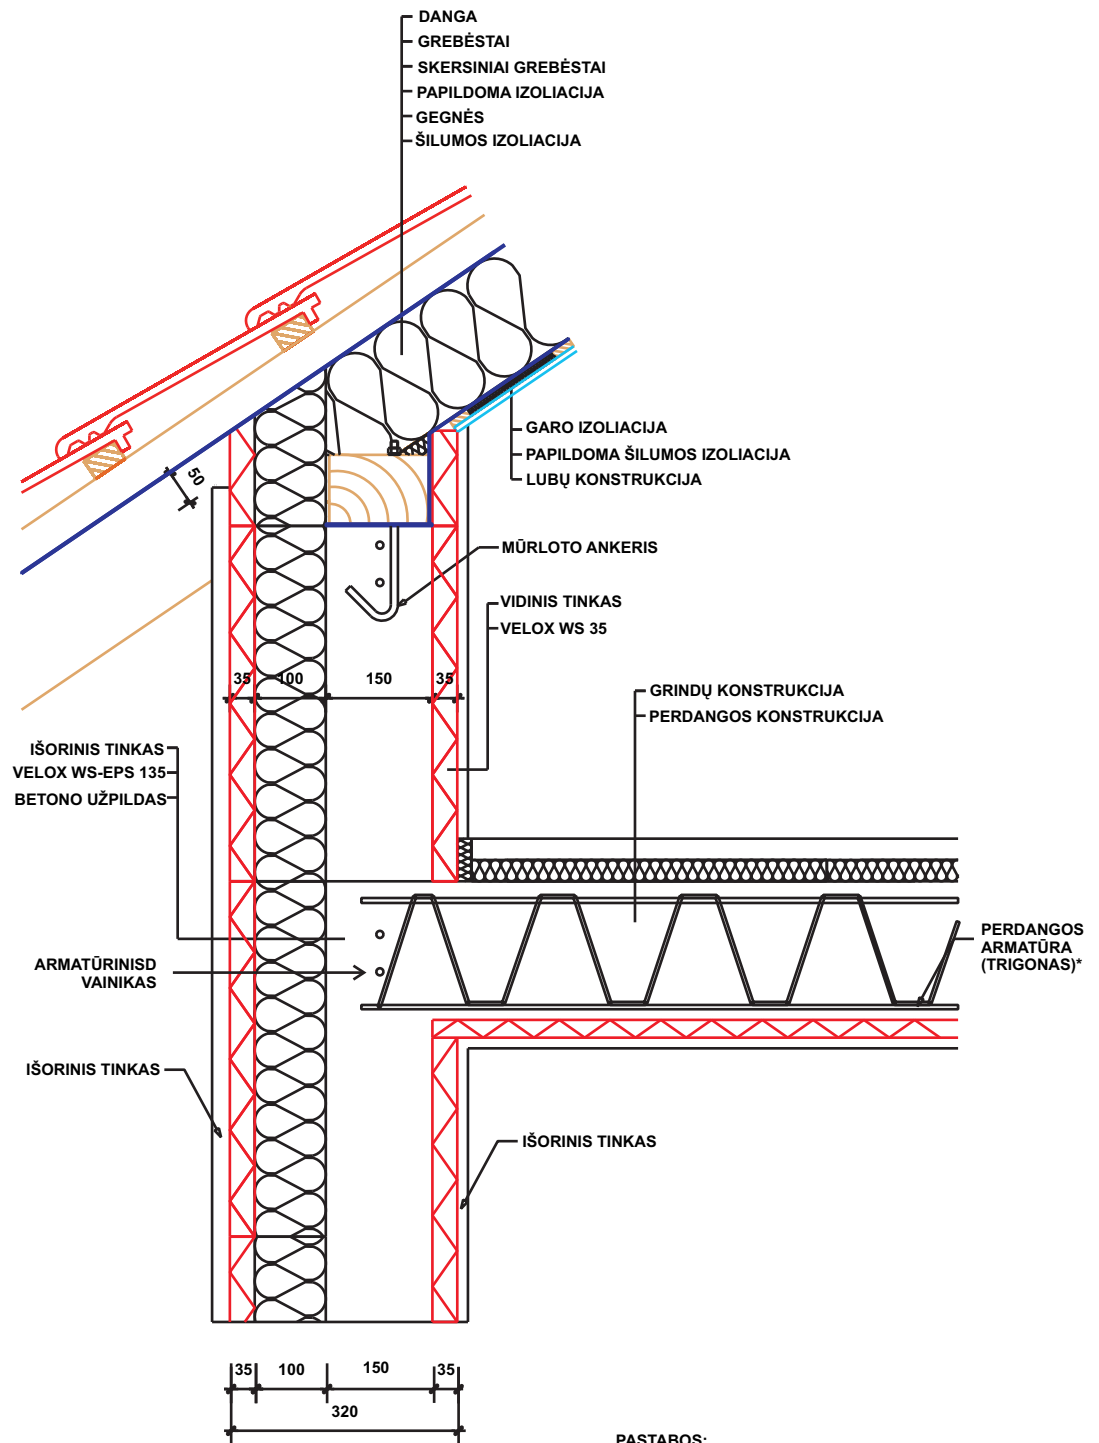 DANGA
GREBĖSTAI
SKERSINIAI GREBĖSTAI
PAPILDOMA IZOLIACIJA
GEGNĖS
ŠILUMOS IZOLIACIJA
GARO IZOLIACIJA
PAPILDOMA ŠILUMOS IZOLIACIJA
LUBŲ KONSTRUKCIJA
50
MŪRLOTO ANKERIS
VIDINIS TINKAS
VELOX WS 35
35 100 150 35
GRINDŲ KONSTRUKCIJA
PERDANGOS KONSTRUKCIJA
IŠORINIS TINKAS
VELOX WS-EPS 135
BETONO UŽPILDAS
PERDANGOS
ARMATŪRA
(TRIGONAS)*
ARMATŪRINISD
VAINIKAS
IŠORINIS TINKAS
IŠORINIS TINKAS
35 100 150 35
320
PASTABOS: